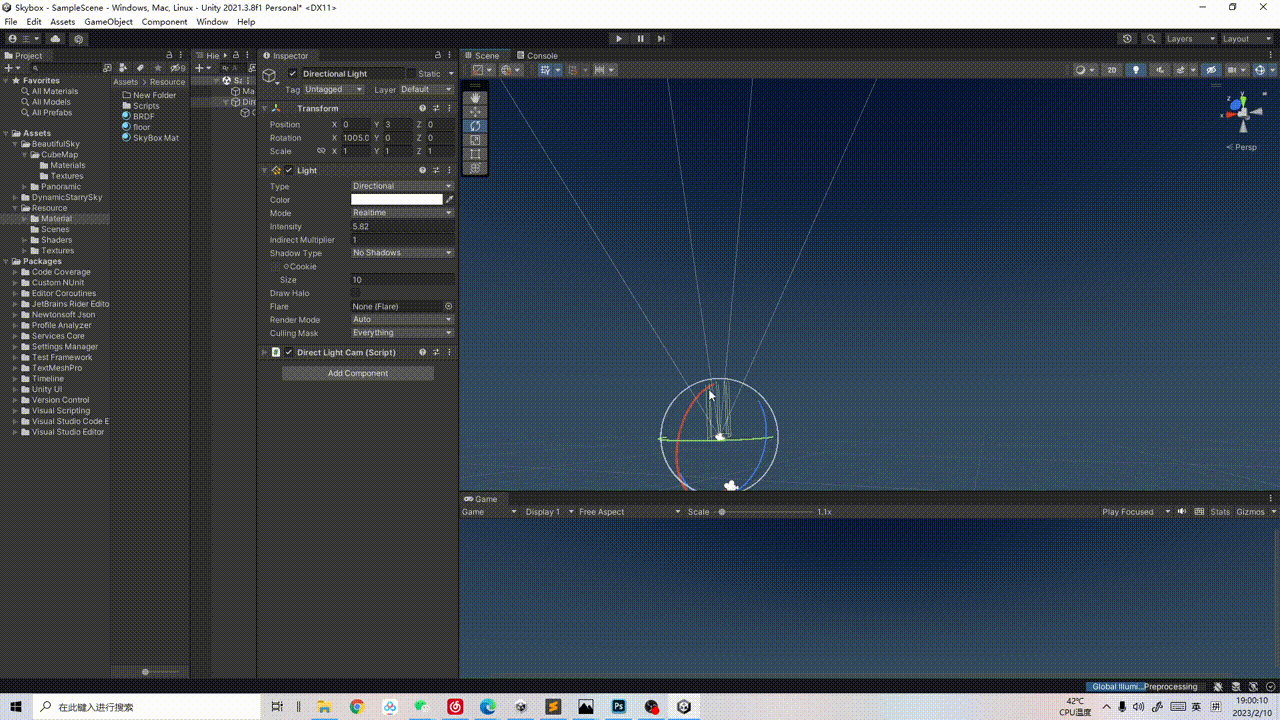 Skybox - SampleScene - Windows, Mac, Linux - Unity 2021.3.8f1 Personal* <DX11>
File Edit Assets GameObject Component Window Help
Layers Layout
Project
Hie
Inspector
Scene Console
9
Favorites
All Materials
All Models
All Prefabs
Assets
BeautifulSky
CubeMap
Materials
Textures
Panoramic
DynamicStarrySky
Resource
Material
Scenes
Shaders
Textures
Packages
Code Coverage
Custom NUnit
Editor Coroutines
JetBrains Rider Edito
Newtonsoft Json
Profile Analyzer
Services Core
Settings Manager
Test Framework
TextMeshPro
Timeline
Unity UI
Version Control
Visual Scripting
Visual Studio Code E
Visual Studio Editor
Assets > Resource
New Folder
Scripts
BRDF
floor
SkyBox Mat
Ma
Dire
Directional Light Static
Tag Untagged Layer Default
Transform
Position X 0 Y 3 Z 0
Rotation X 1005.0 Y 0 Z 0
Scale X 1 Y 1 Z 1
Light
Type Directional
Color
Mode Realtime
Intensity 5.82
Indirect Multiplier 1
Shadow Type No Shadows
Cookie
Size 10
Draw Halo
Flare None (Flare)
Render Mode Auto
Culling Mask Everything
Direct Light Cam (Script)
Add Component
2D
y
z
x
Persp
Game
Game Display 1 Free Aspect Scale 1.1x Play Focused Stats Gizmos
Global Illumi...Preprocessing
在此键入进行搜索
Ps
42℃
CPU温度
英 拼
19:00:10
2023/2/10